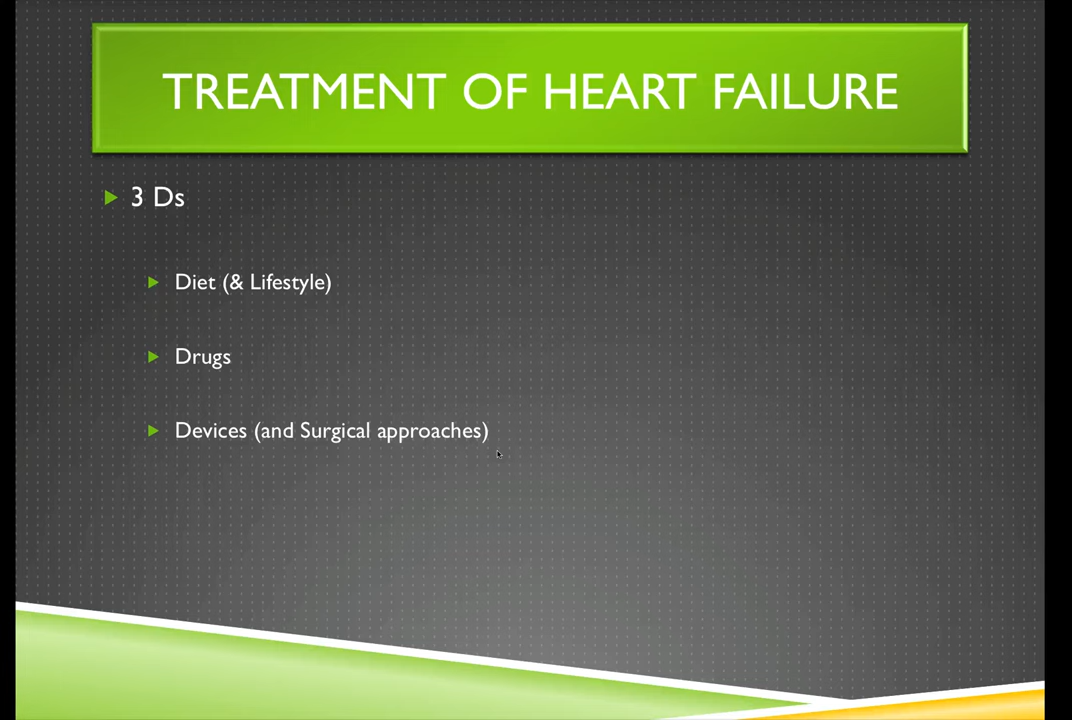 TREATMENT OF HEART FAILURE
3 Ds
Diet (& Lifestyle)
Drugs
Devices (and Surgical approaches)